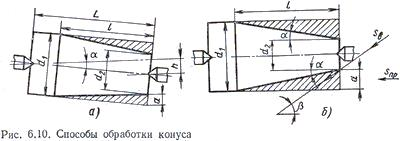 L
l
α
d₁
d₂
h
a
а)
l
α
d₁
d₂
α
β
a
sв
sпр
б)
Рис. 6.10. Способы обработки конуса